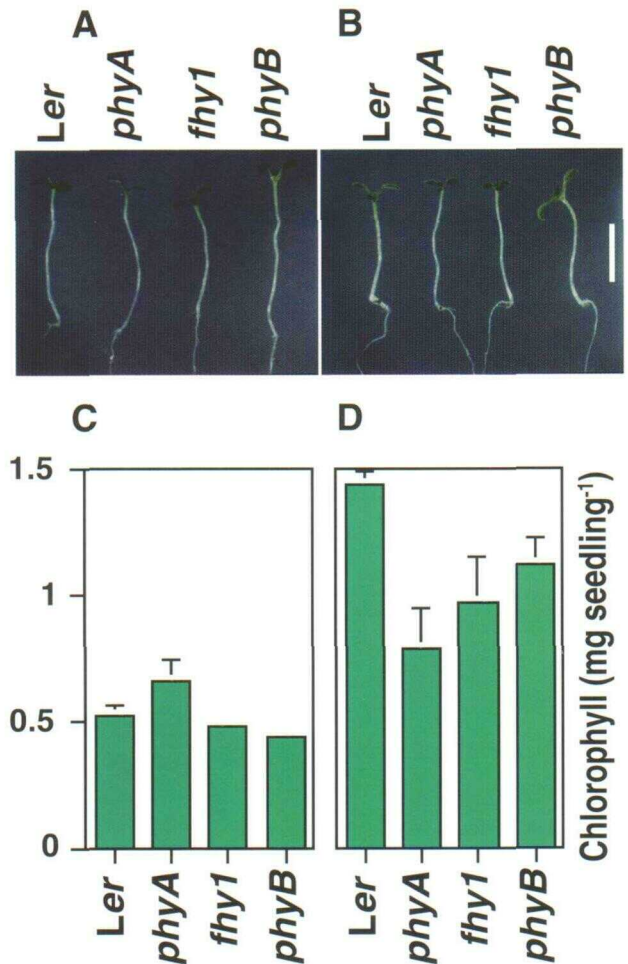 A
B
Ler
phyA
fhy1
phyB
Ler
phyA
fhy1
phyB
C
D
1.5
1
0.5
0
Chlorophyll (mg seedling-1)
Ler
phyA
fhy1
phyB
Ler
phyA
fhy1
phyB